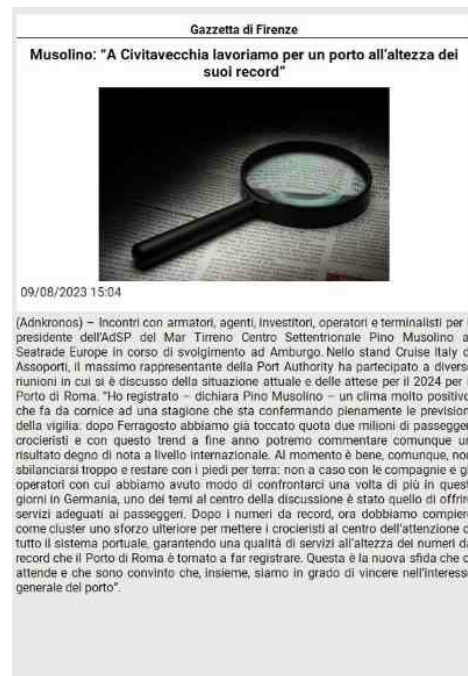 Gazzetta di Firenze
Musolino: “A Civitavecchia lavoriamo per un porto all’altezza dei
suoi record”
09/08/2023 15:04
(Adnkronos) – Incontri con armatori, agenti, investitori, operatori e terminalisti per i
presidente dell’AdSP del Mar Tirreno Centro Settentrionale Pino Musolino a
Seatrade Europe in corso di svolgimento ad Amburgo. Nello stand Cruise Italy d
Assoporti, il massimo rappresentante della Port Authority ha partecipato a divers
riunioni in cui si è discusso della situazione attuale e delle attese per il 2024 per i
Porto di Roma. “Ho registrato – dichiara Pino Musolino – un clima molto positivo
che fa da cornice ad una stagione che sta confermando pienamente le prevision
della vigilia: dopo Ferragosto abbiamo già toccato quota due milioni di passegger
crocieristi e con questo trend a fine anno potremo commentare comunque un
risultato degno di nota a livello internazionale. Al momento è bene, comunque, non
sbilanciarsi troppo e restare con i piedi per terra: non a caso con le compagnie e gl
operatori con cui abbiamo avuto modo di confrontarci una volta di più in quest
giorni in Germania, uno dei temi al centro della discussione è stato quello di offrir
servizi adeguati ai passeggeri. Dopo i numeri da record, ora dobbiamo compiere
come cluster uno sforzo ulteriore per mettere i crocieristi al centro dell’attenzione d
tutto il sistema portuale, garantendo una qualità di servizi all’altezza dei numeri da
record che il Porto di Roma è tornato a far registrare. Questa è la nuova sfida che c
attende e che sono convinto che, insieme, siamo in grado di vincere nell’interesse
generale del porto”.